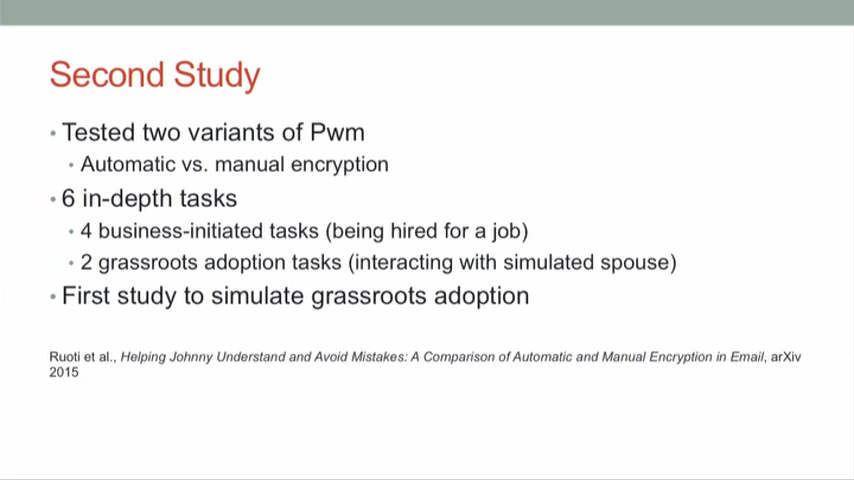 Second Study
• Tested two variants of Pwm
• Automatic vs. manual encryption
• 6 in-depth tasks
• 4 business-initiated tasks (being hired for a job)
• 2 grassroots adoption tasks (interacting with simulated spouse)
• First study to simulate grassroots adoption
Ruoti et al., Helping Johnny Understand and Avoid Mistakes: A Comparison of Automatic and Manual Encryption in Email, arXiv
2015